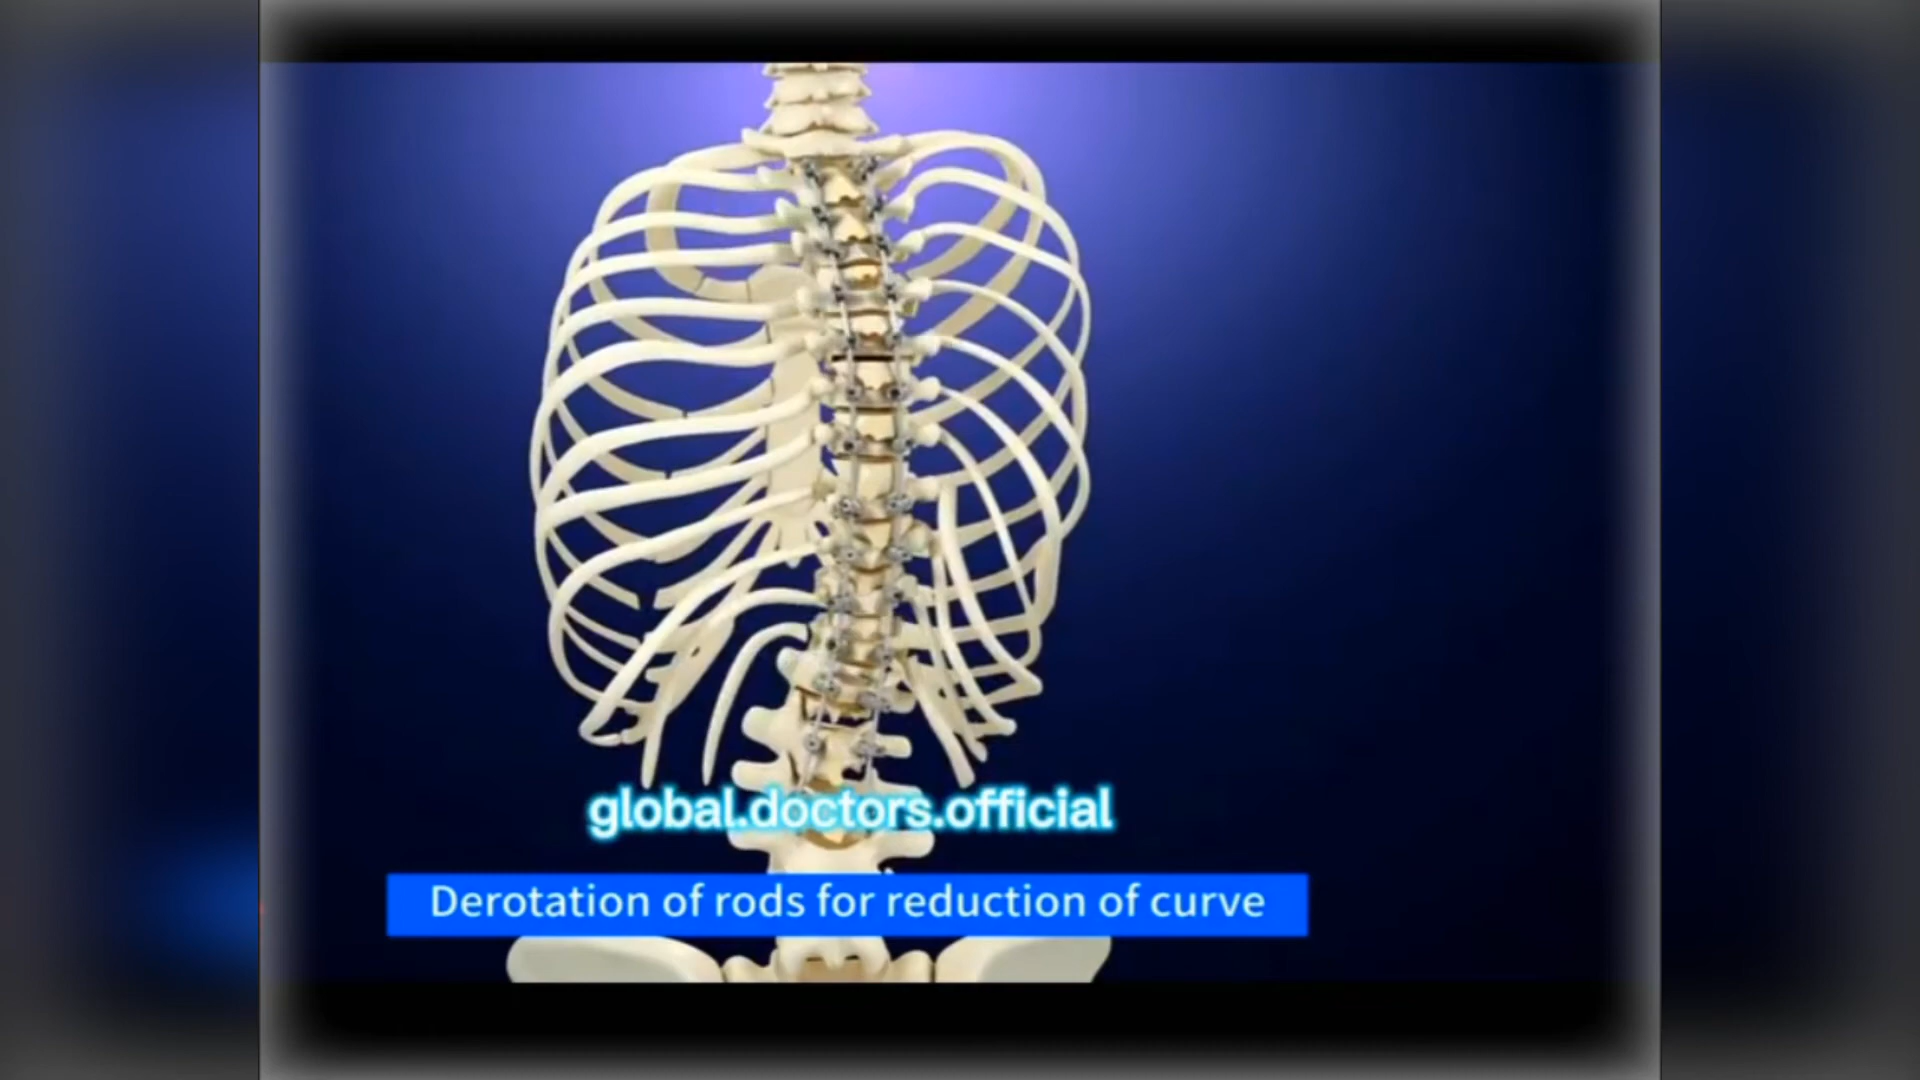 global.doctors.official
Derotation of rods for reduction of curve